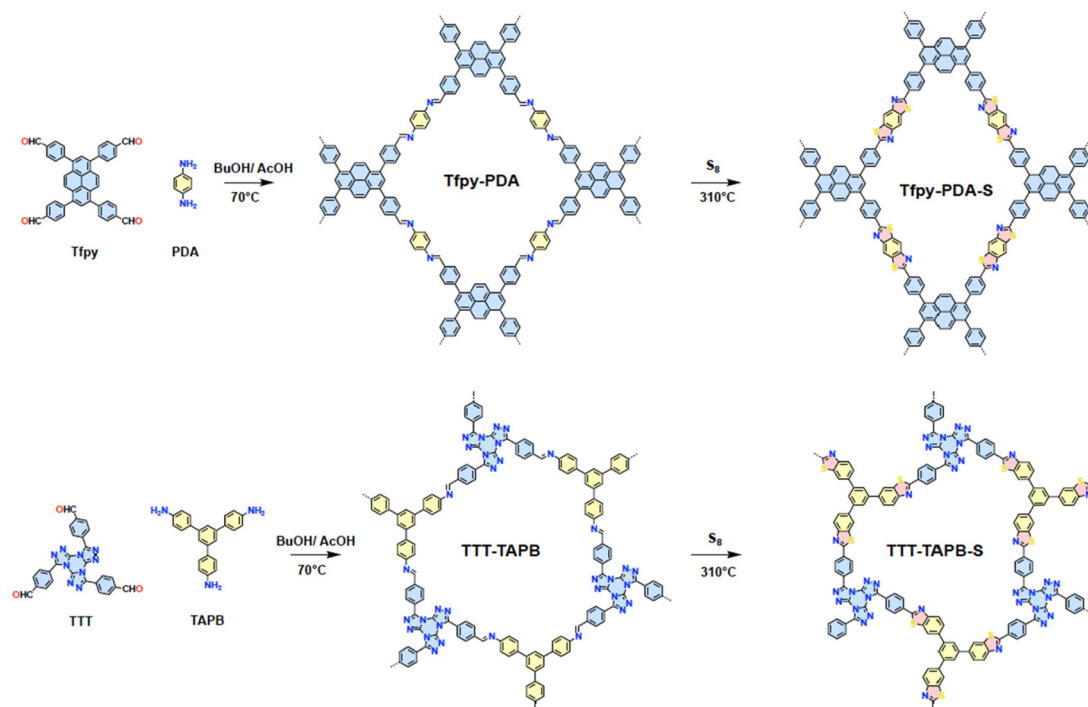 OHC CHO
NH₂
BuOH/ AcOH
70°C
Tfpy-PDA
S₈
310°C
Tfpy-PDA-S
OHC CHO
NH₂
Tfpy
PDA
OHC
H₂N NH₂
BuOH/ AcOH
70°C
TTT-TAPB
S₈
310°C
TTT-TAPB-S
OHC CHO
NH₂
TTT
TAPB